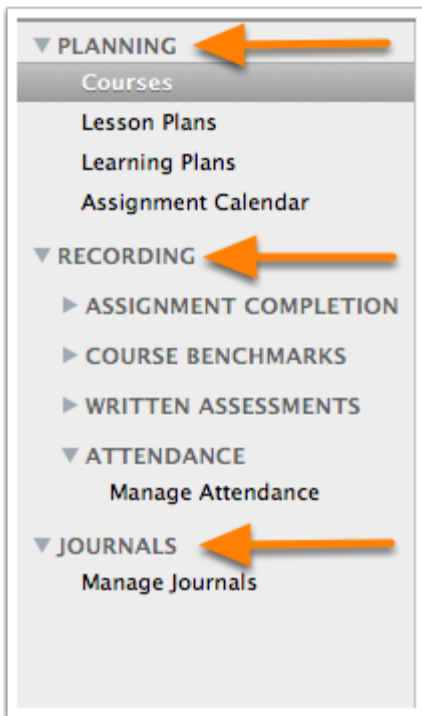 PLANNING
Courses
Lesson Plans
Learning Plans
Assignment Calendar
RECORDING
ASSIGNMENT COMPLETION
COURSE BENCHMARKS
WRITTEN ASSESSMENTS
ATTENDANCE
Manage Attendance
JOURNALS
Manage Journals